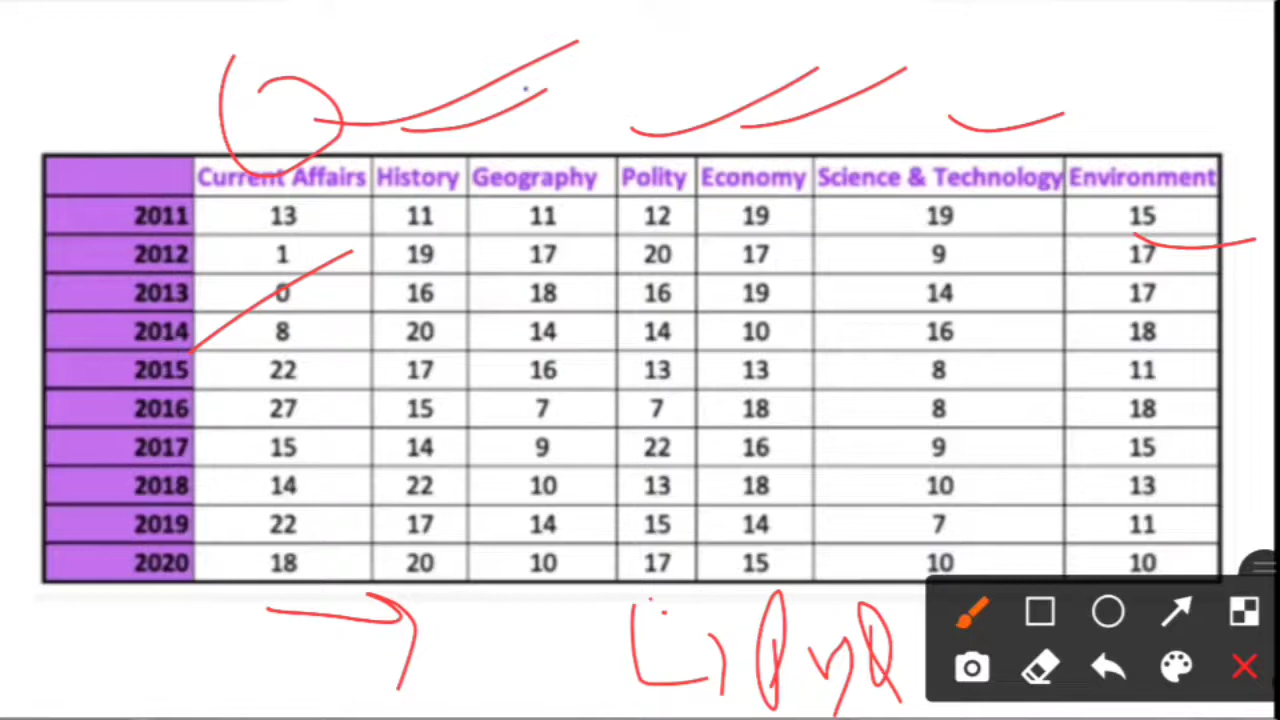 Current Affairs History Geography Polity Economy Science & Technology Environment
2011 13 11 11 12 19 19 15
2012 1 19 17 20 17 9 17
2013 0 16 18 16 19 14 17
2014 8 20 14 14 10 16 18
2015 22 17 16 13 13 8 11
2016 27 15 7 7 18 8 18
2017 15 14 9 22 16 9 15
2018 14 22 10 13 18 10 13
2019 22 17 14 15 14 7 11
2020 18 20 10 17 15 10 10